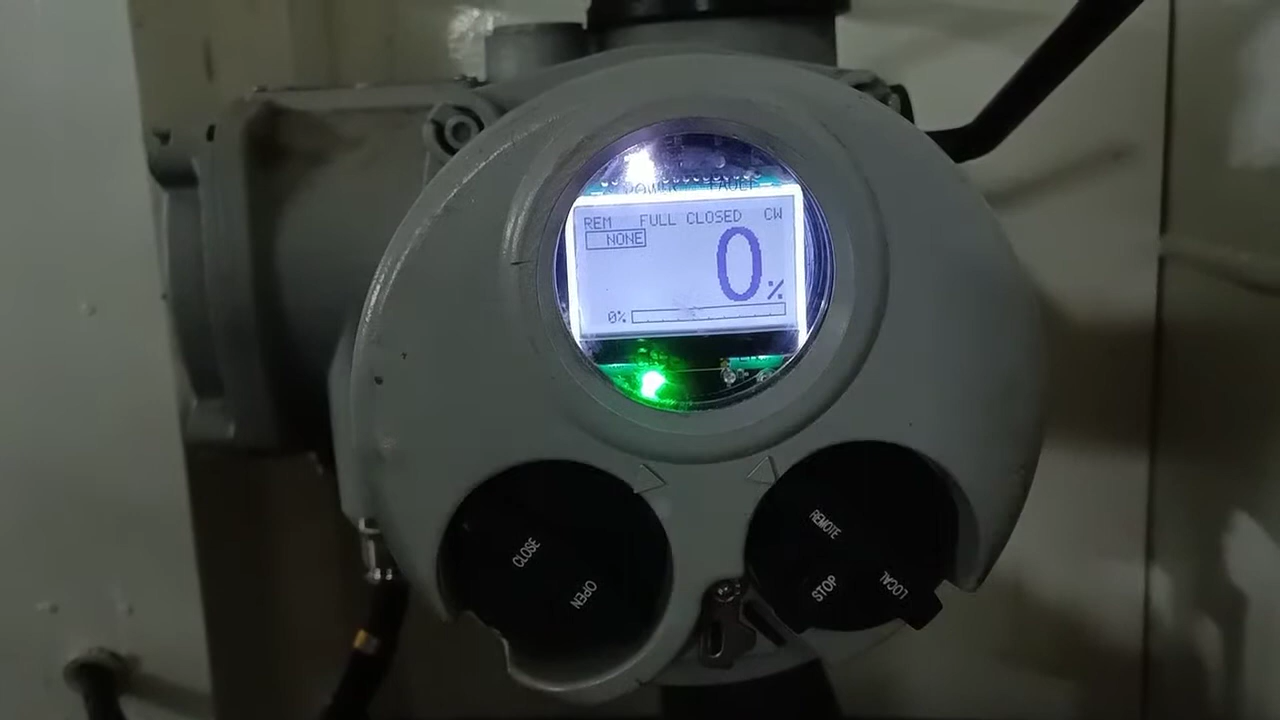 POWER FAULT
REM FULL CLOSED CW
NONE
0%
0%
CLOSE
OPEN
REMOTE
STOP
LOCAL